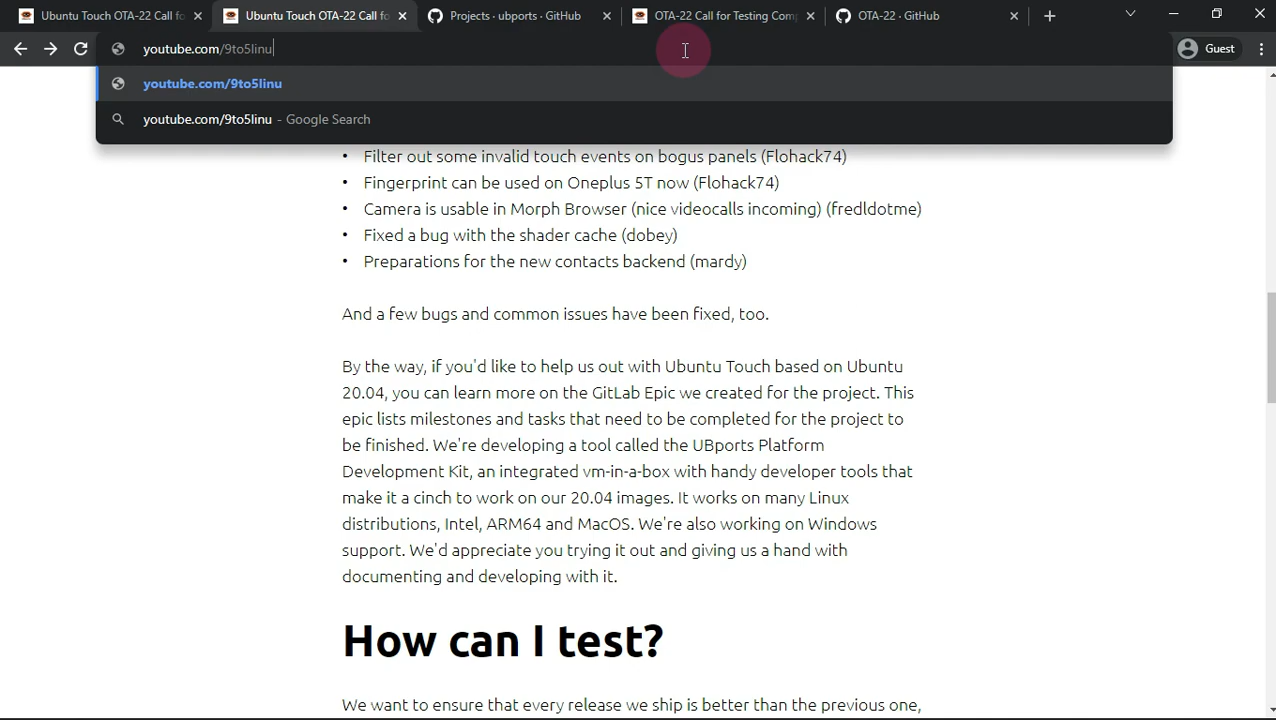 Ubuntu Touch OTA-22 Call fo
Ubuntu Touch OTA-22 Call fo
Projects · ubports · GitHub
OTA-22 Call for Testing Comp
OTA-22 · GitHub
youtube.com/9to5linu
Guest
youtube.com/9to5linu
youtube.com/9to5linu - Google Search
• Filter out some invalid touch events on bogus panels (Flohack74)
• Fingerprint can be used on Oneplus 5T now (Flohack74)
• Camera is usable in Morph Browser (nice videocalls incoming) (fredldotme)
• Fixed a bug with the shader cache (dobey)
• Preparations for the new contacts backend (mardy)
And a few bugs and common issues have been fixed, too.
By the way, if you'd like to help us out with Ubuntu Touch based on Ubuntu
20.04, you can learn more on the GitLab Epic we created for the project. This
epic lists milestones and tasks that need to be completed for the project to
be finished. We're developing a tool called the UBports Platform
Development Kit, an integrated vm-in-a-box with handy developer tools that
make it a cinch to work on our 20.04 images. It works on many Linux
distributions, Intel, ARM64 and MacOS. We're also working on Windows
support. We'd appreciate you trying it out and giving us a hand with
documenting and developing with it.
How can I test?
We want to ensure that every release we ship is better than the previous one,